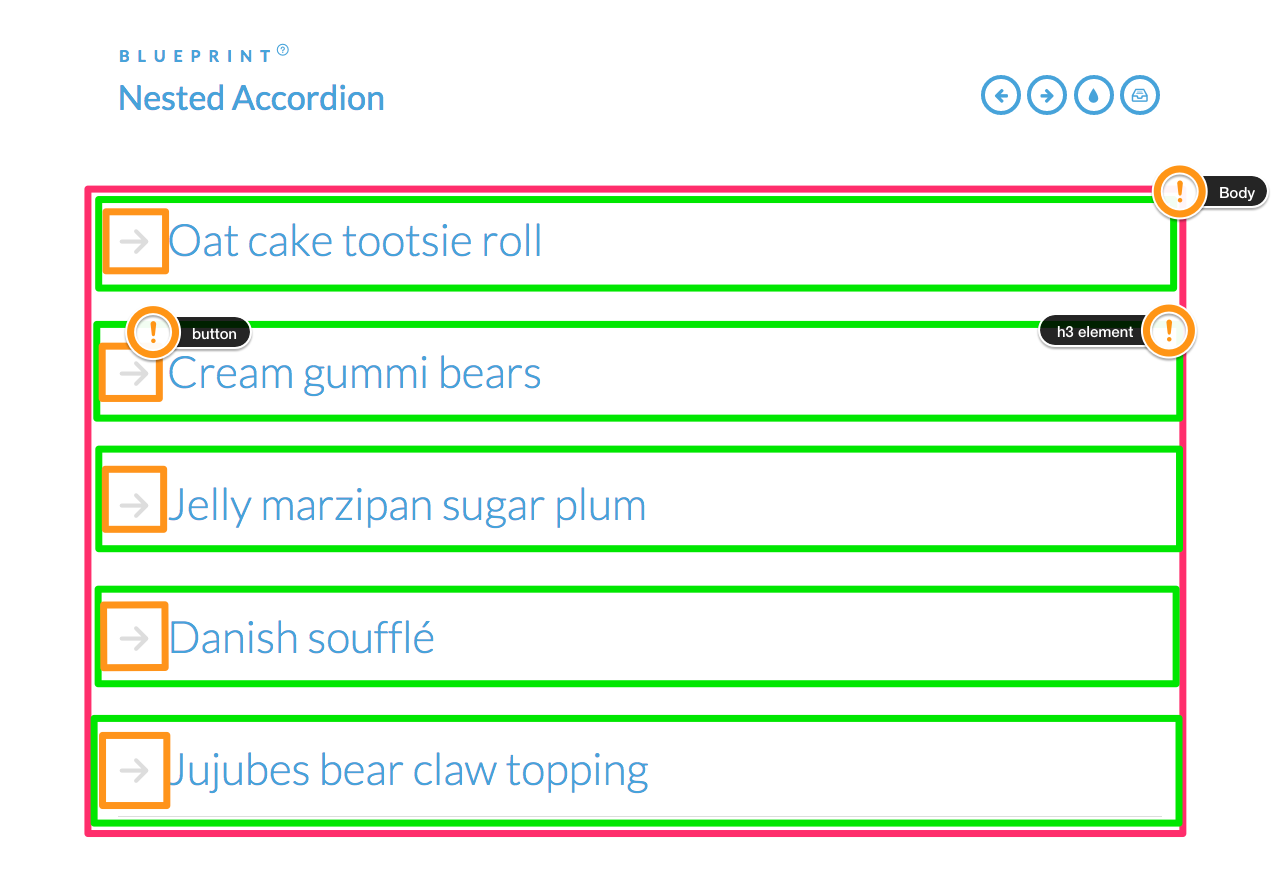 BLUEPRINT
Nested Accordion
Body
Oat cake tootsie roll
button
h3 element
Cream gummi bears
Jelly marzipan sugar plum
Danish soufflé
Jujubes bear claw topping